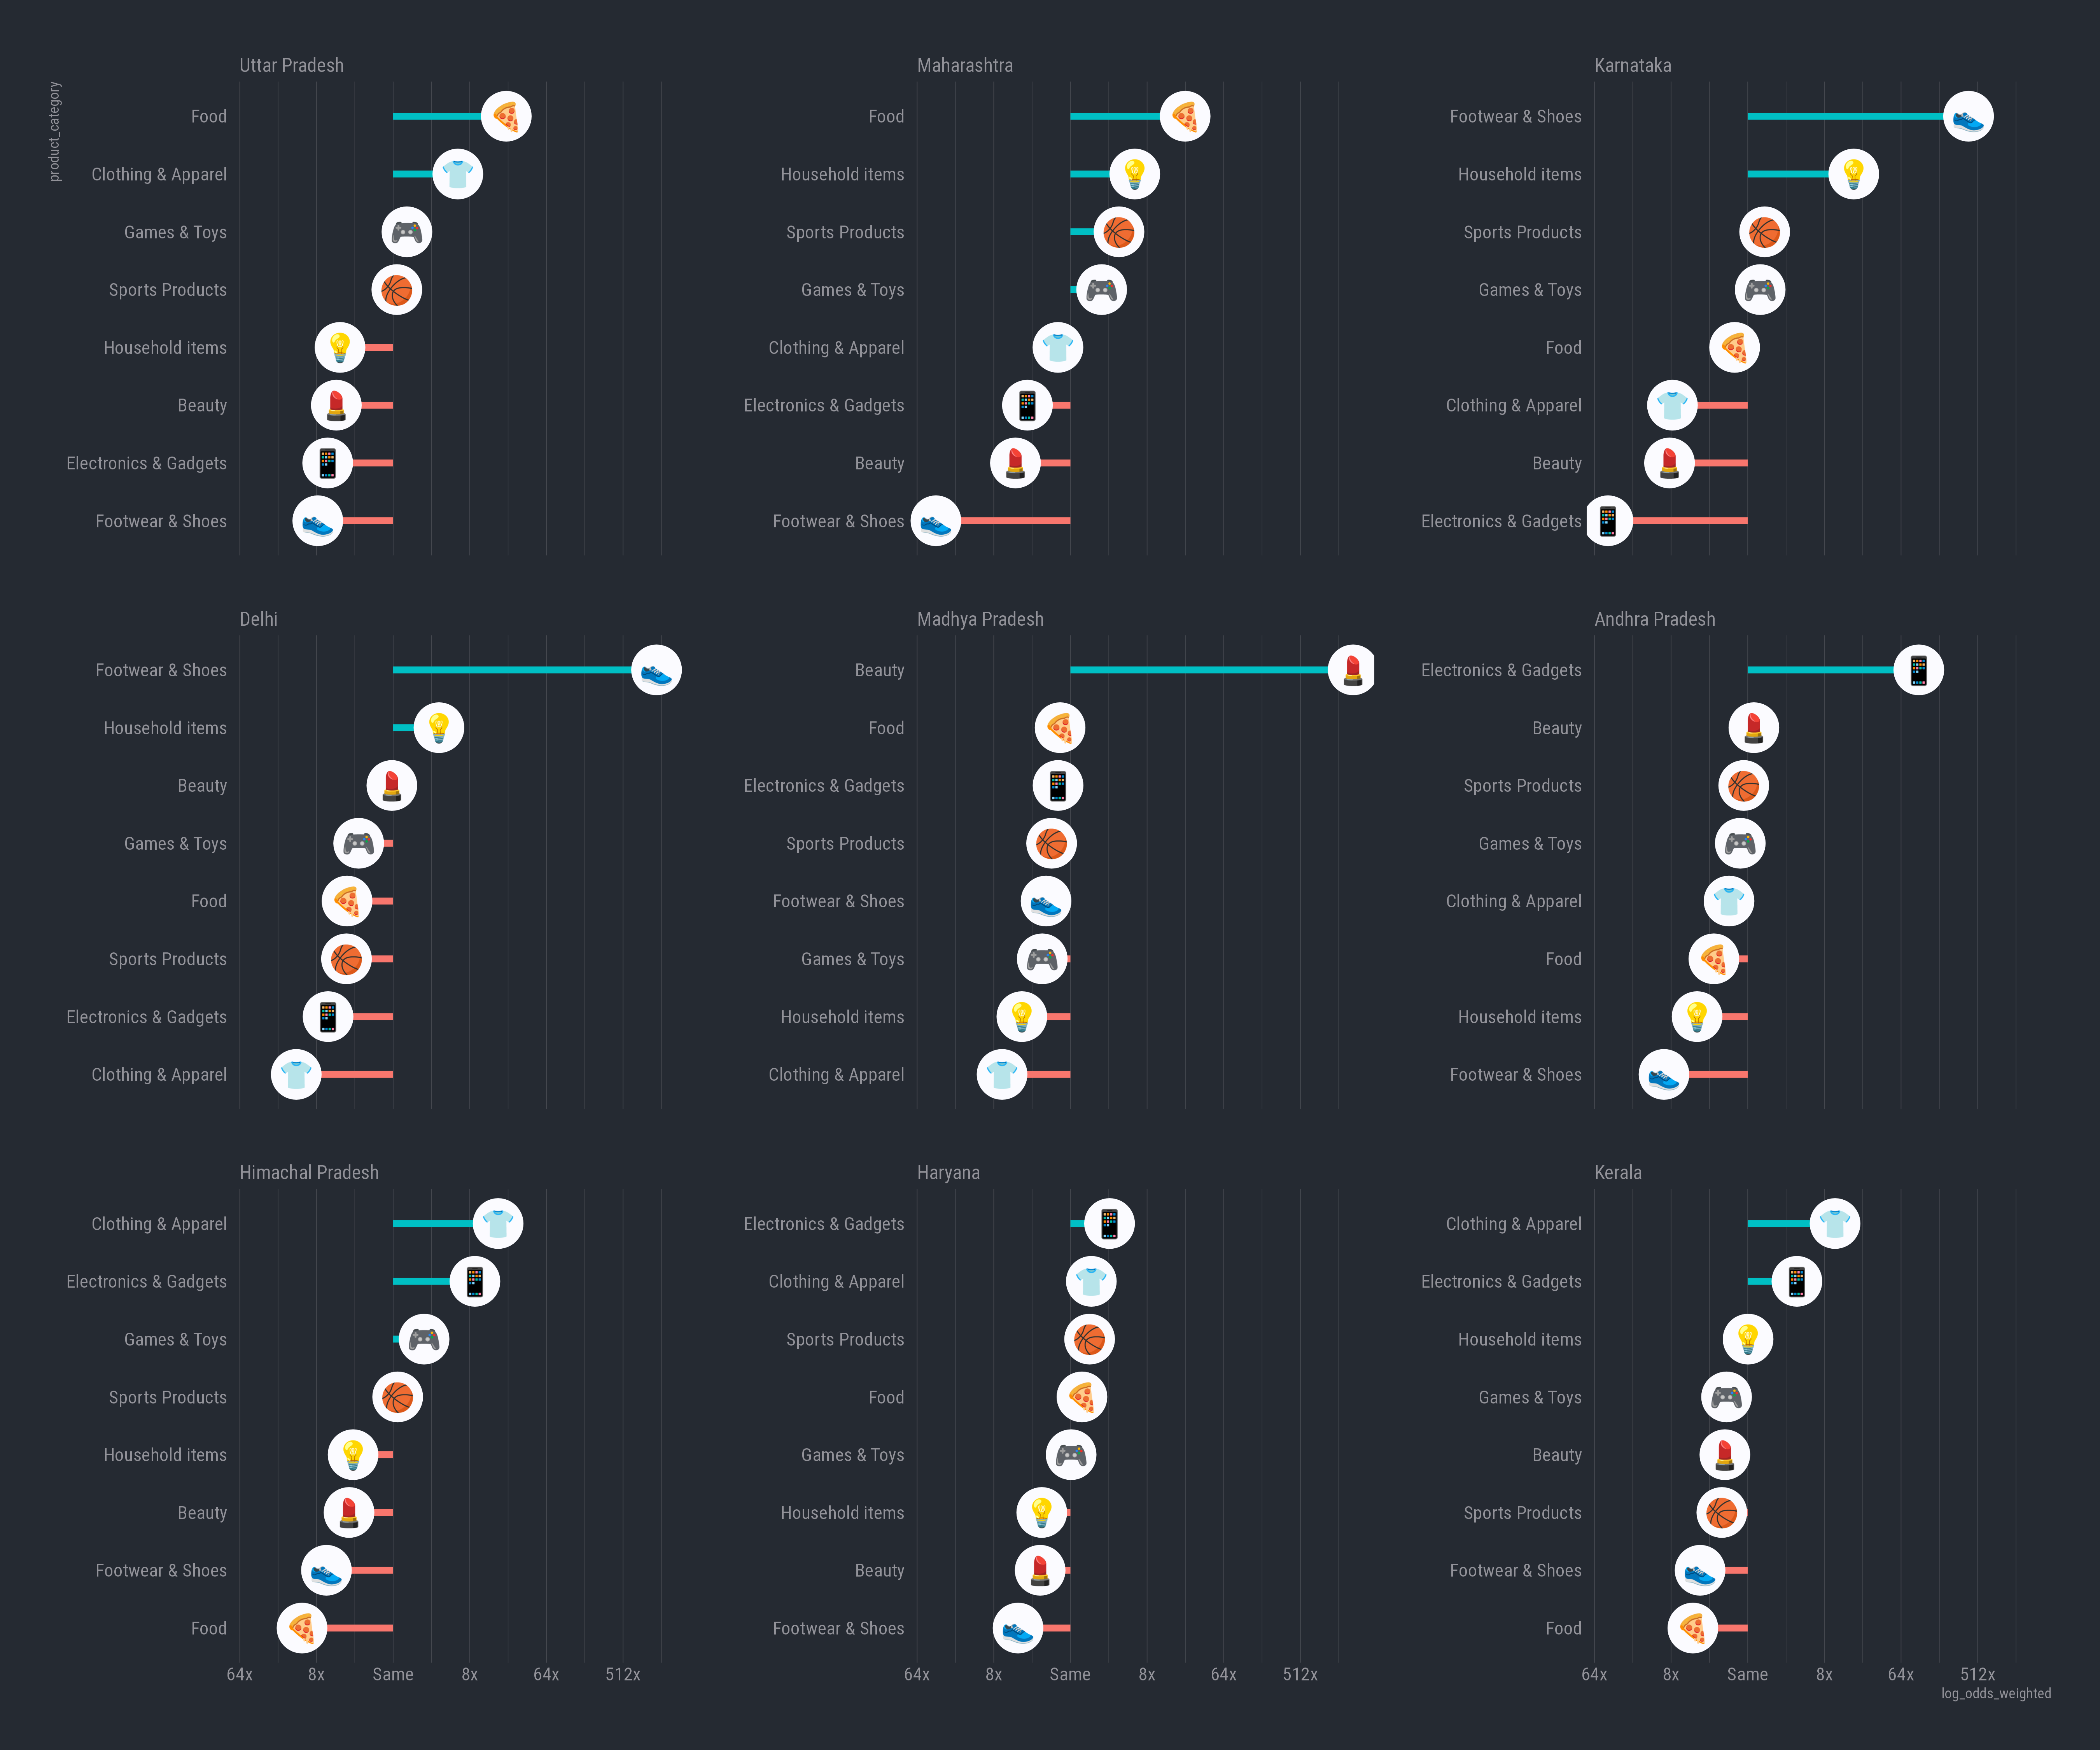 product_category
Uttar Pradesh
Food
Clothing & Apparel
Games & Toys
Sports Products
Household items
Beauty
Electronics & Gadgets
Footwear & Shoes
Maharashtra
Food
Household items
Sports Products
Games & Toys
Clothing & Apparel
Electronics & Gadgets
Beauty
Footwear & Shoes
Karnataka
Footwear & Shoes
Household items
Sports Products
Games & Toys
Food
Clothing & Apparel
Beauty
Electronics & Gadgets
Delhi
Footwear & Shoes
Household items
Beauty
Games & Toys
Food
Sports Products
Electronics & Gadgets
Clothing & Apparel
Madhya Pradesh
Beauty
Food
Electronics & Gadgets
Sports Products
Footwear & Shoes
Games & Toys
Household items
Clothing & Apparel
Andhra Pradesh
Electronics & Gadgets
Beauty
Sports Products
Games & Toys
Clothing & Apparel
Food
Household items
Footwear & Shoes
Himachal Pradesh
Clothing & Apparel
Electronics & Gadgets
Games & Toys
Sports Products
Household items
Beauty
Footwear & Shoes
Food
64x 8x Same 8x 64x 512x
Haryana
Electronics & Gadgets
Clothing & Apparel
Sports Products
Food
Games & Toys
Household items
Beauty
Footwear & Shoes
64x 8x Same 8x 64x 512x
Kerala
Clothing & Apparel
Electronics & Gadgets
Household items
Games & Toys
Beauty
Sports Products
Footwear & Shoes
Food
64x 8x Same 8x 64x 512x
log_odds_weighted